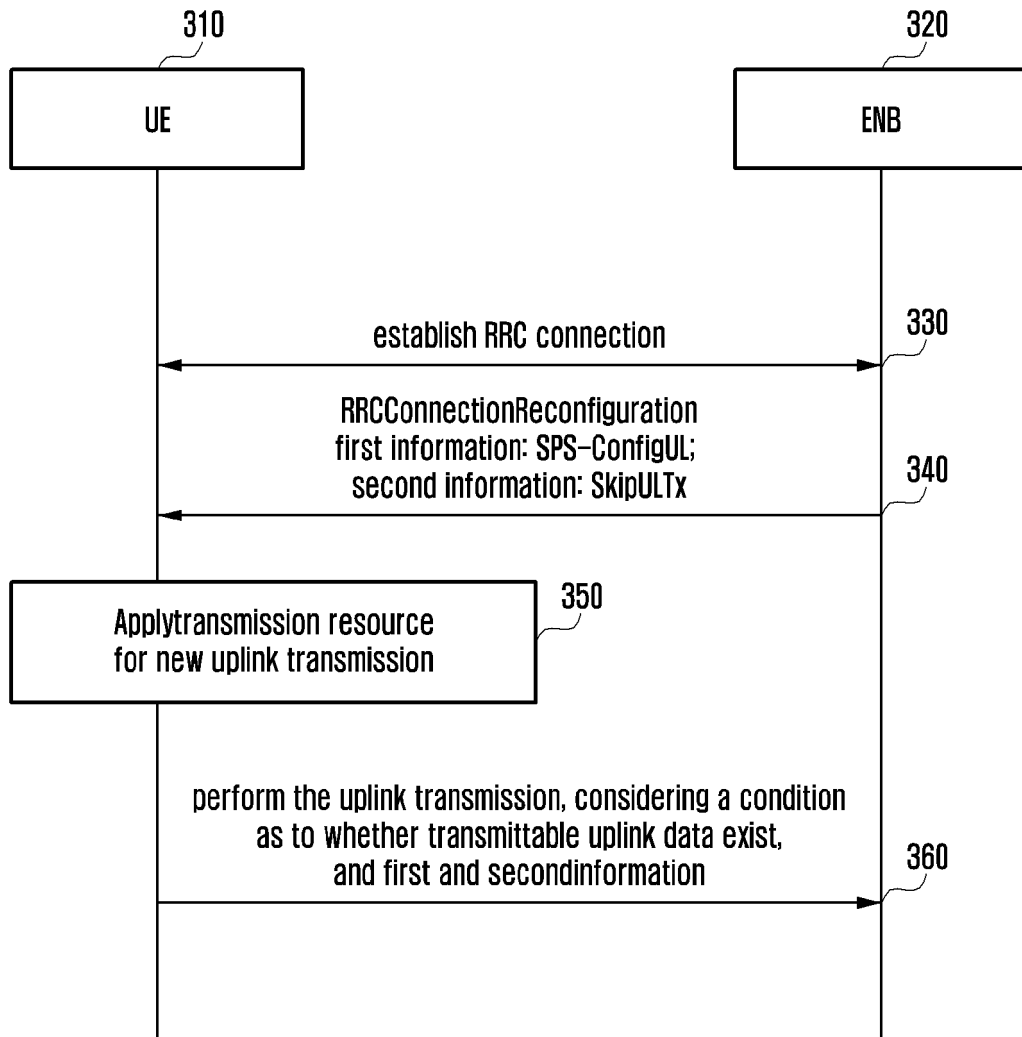 310
320
UE
ENB
establish RRC connection
330
RRCConnectionReconfiguration
first information: SPS-ConfigUL;
second information: SkipULTx
340
Applytransmission resource
for new uplink transmission
350
perform the uplink transmission, considering a condition
as to whether transmittable uplink data exist,
and first and secondinformation
360